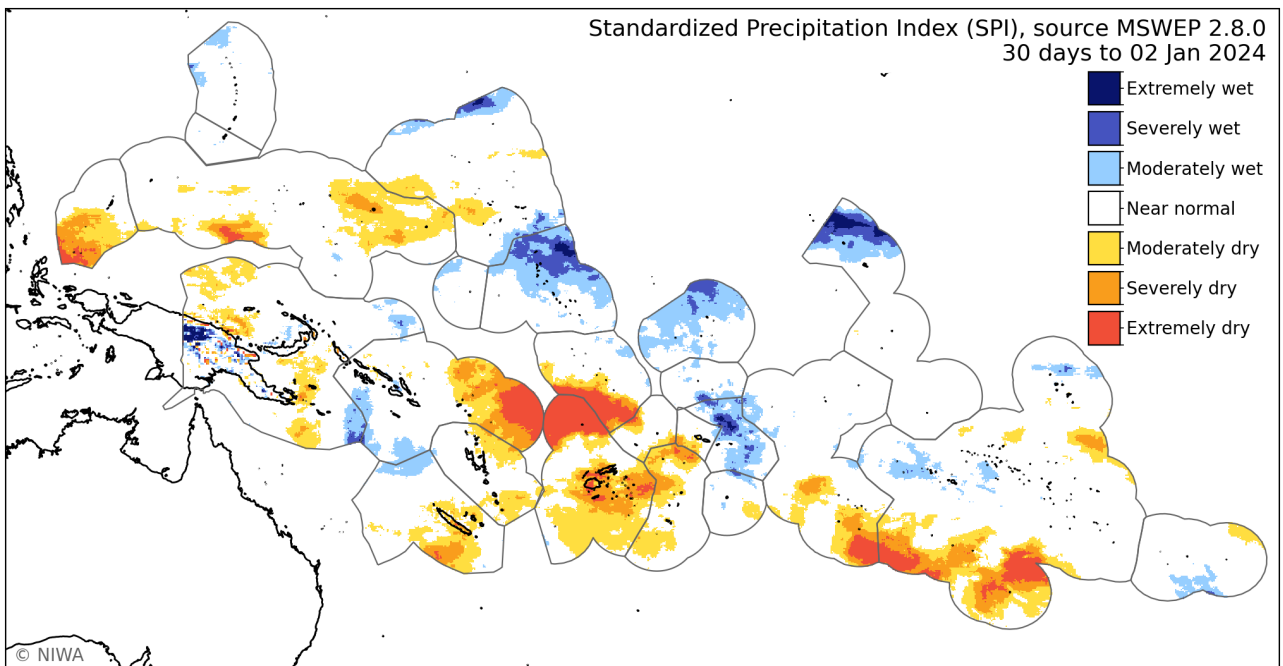 Standardized Precipitation Index (SPI), source MSWEP 2.8.0
30 days to 02 Jan 2024
Extremely wet
Severely wet
Moderately wet
Near normal
Moderately dry
Severely dry
Extremely dry
© NIWA